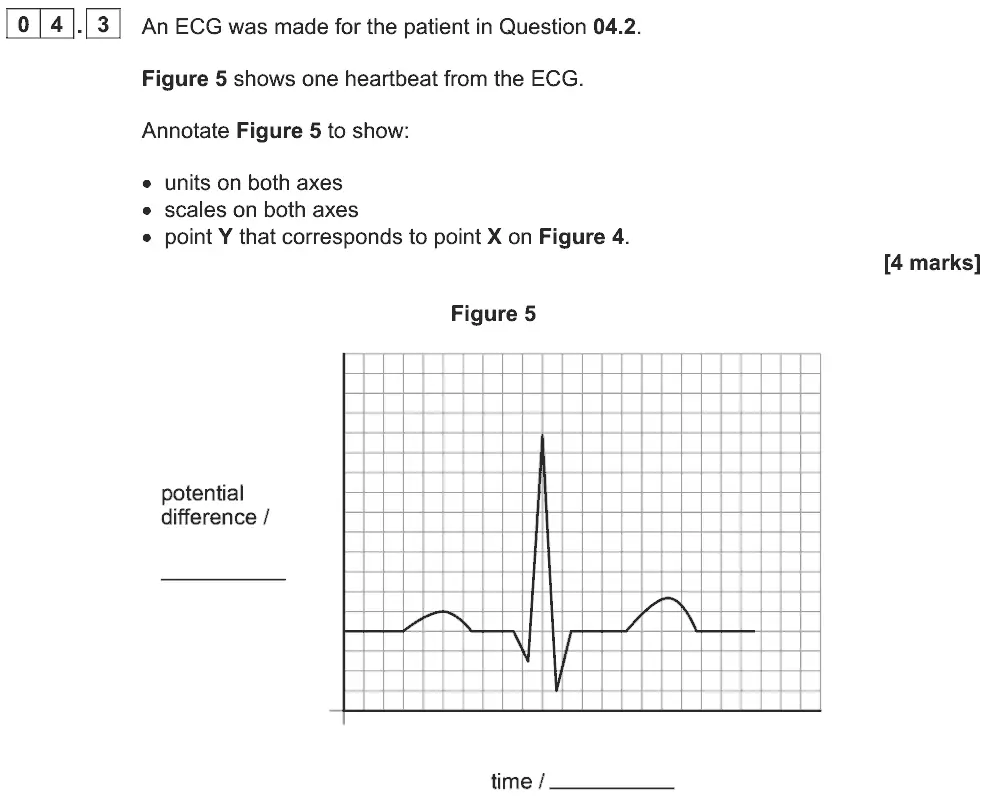 0 4 . 3 An ECG was made for the patient in Question 04.2.
Figure 5 shows one heartbeat from the ECG.
Annotate Figure 5 to show:
• units on both axes
• scales on both axes
• point Y that corresponds to point X on Figure 4.
[4 marks]
Figure 5
potential
difference /
time /